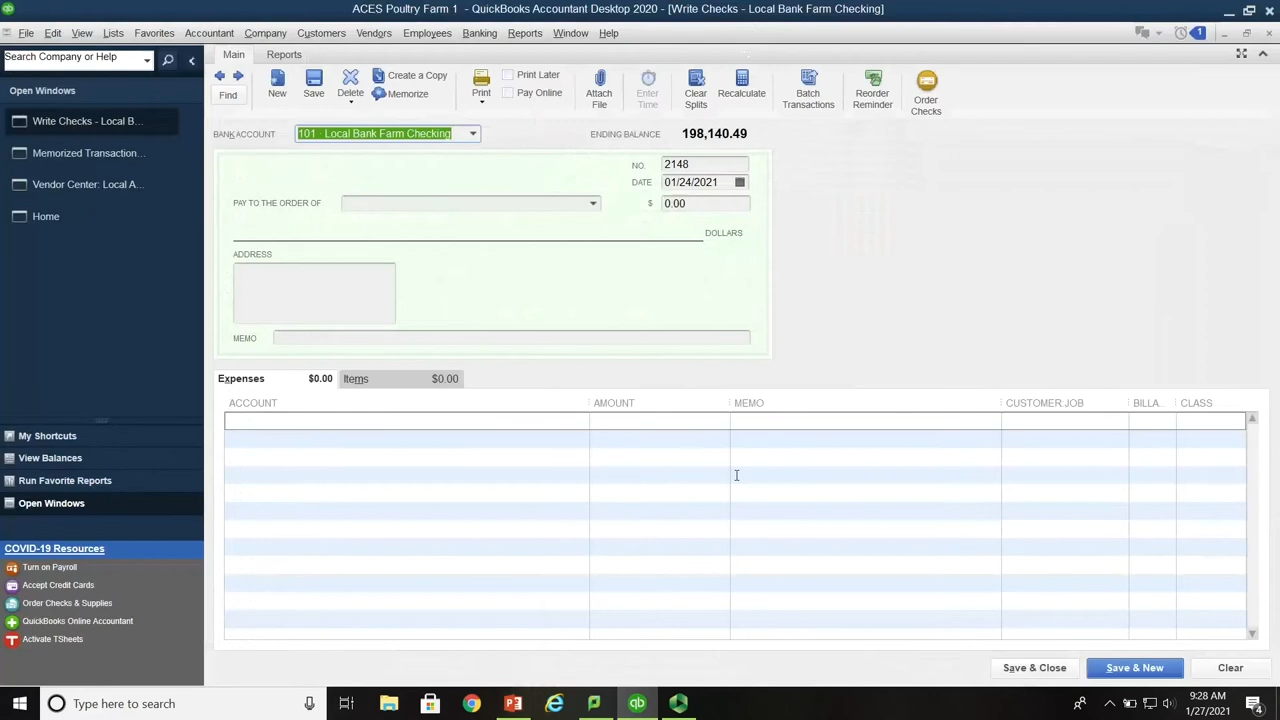 ACES Poultry Farm 1 - QuickBooks Accountant Desktop 2020 - [Write Checks - Local Bank Farm Checking]
File Edit View Lists Favorites Accountant Company Customers Vendors Employees Banking Reports Window Help
1
Search Company or Help
Main Reports
Open Windows
Write Checks - Local B...
Memorized Transaction...
Vendor Center: Local A...
Home
Find
New
Save
Delete
Create a Copy
Memorize
Print
Print Later
Pay Online
Attach File
Enter Time
Clear Splits
Recalculate
Batch Transactions
Reorder Reminder
Order Checks
BANK ACCOUNT 101 · Local Bank Farm Checking ENDING BALANCE 198,140.49
NO. 2148
DATE 01/24/2021
PAY TO THE ORDER OF $ 0.00
DOLLARS
ADDRESS
MEMO
Expenses $0.00 Items $0.00
ACCOUNT AMOUNT MEMO CUSTOMER:JOB BILLA... CLASS
My Shortcuts
View Balances
Run Favorite Reports
Open Windows
COVID-19 Resources
Turn on Payroll
Accept Credit Cards
Order Checks & Supplies
QuickBooks Online Accountant
Activate TSheets
Save & Close Save & New Clear
Type here to search
9:28 AM
1/27/2021
4